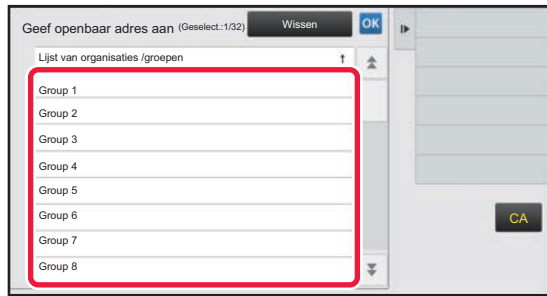 Geef openbaar adres aan (Geselect.:1/32) Wissen OK
Lijst van organisaties /groepen ↑
Group 1
Group 2
Group 3
Group 4
Group 5
Group 6
CA
Group 7
Group 8